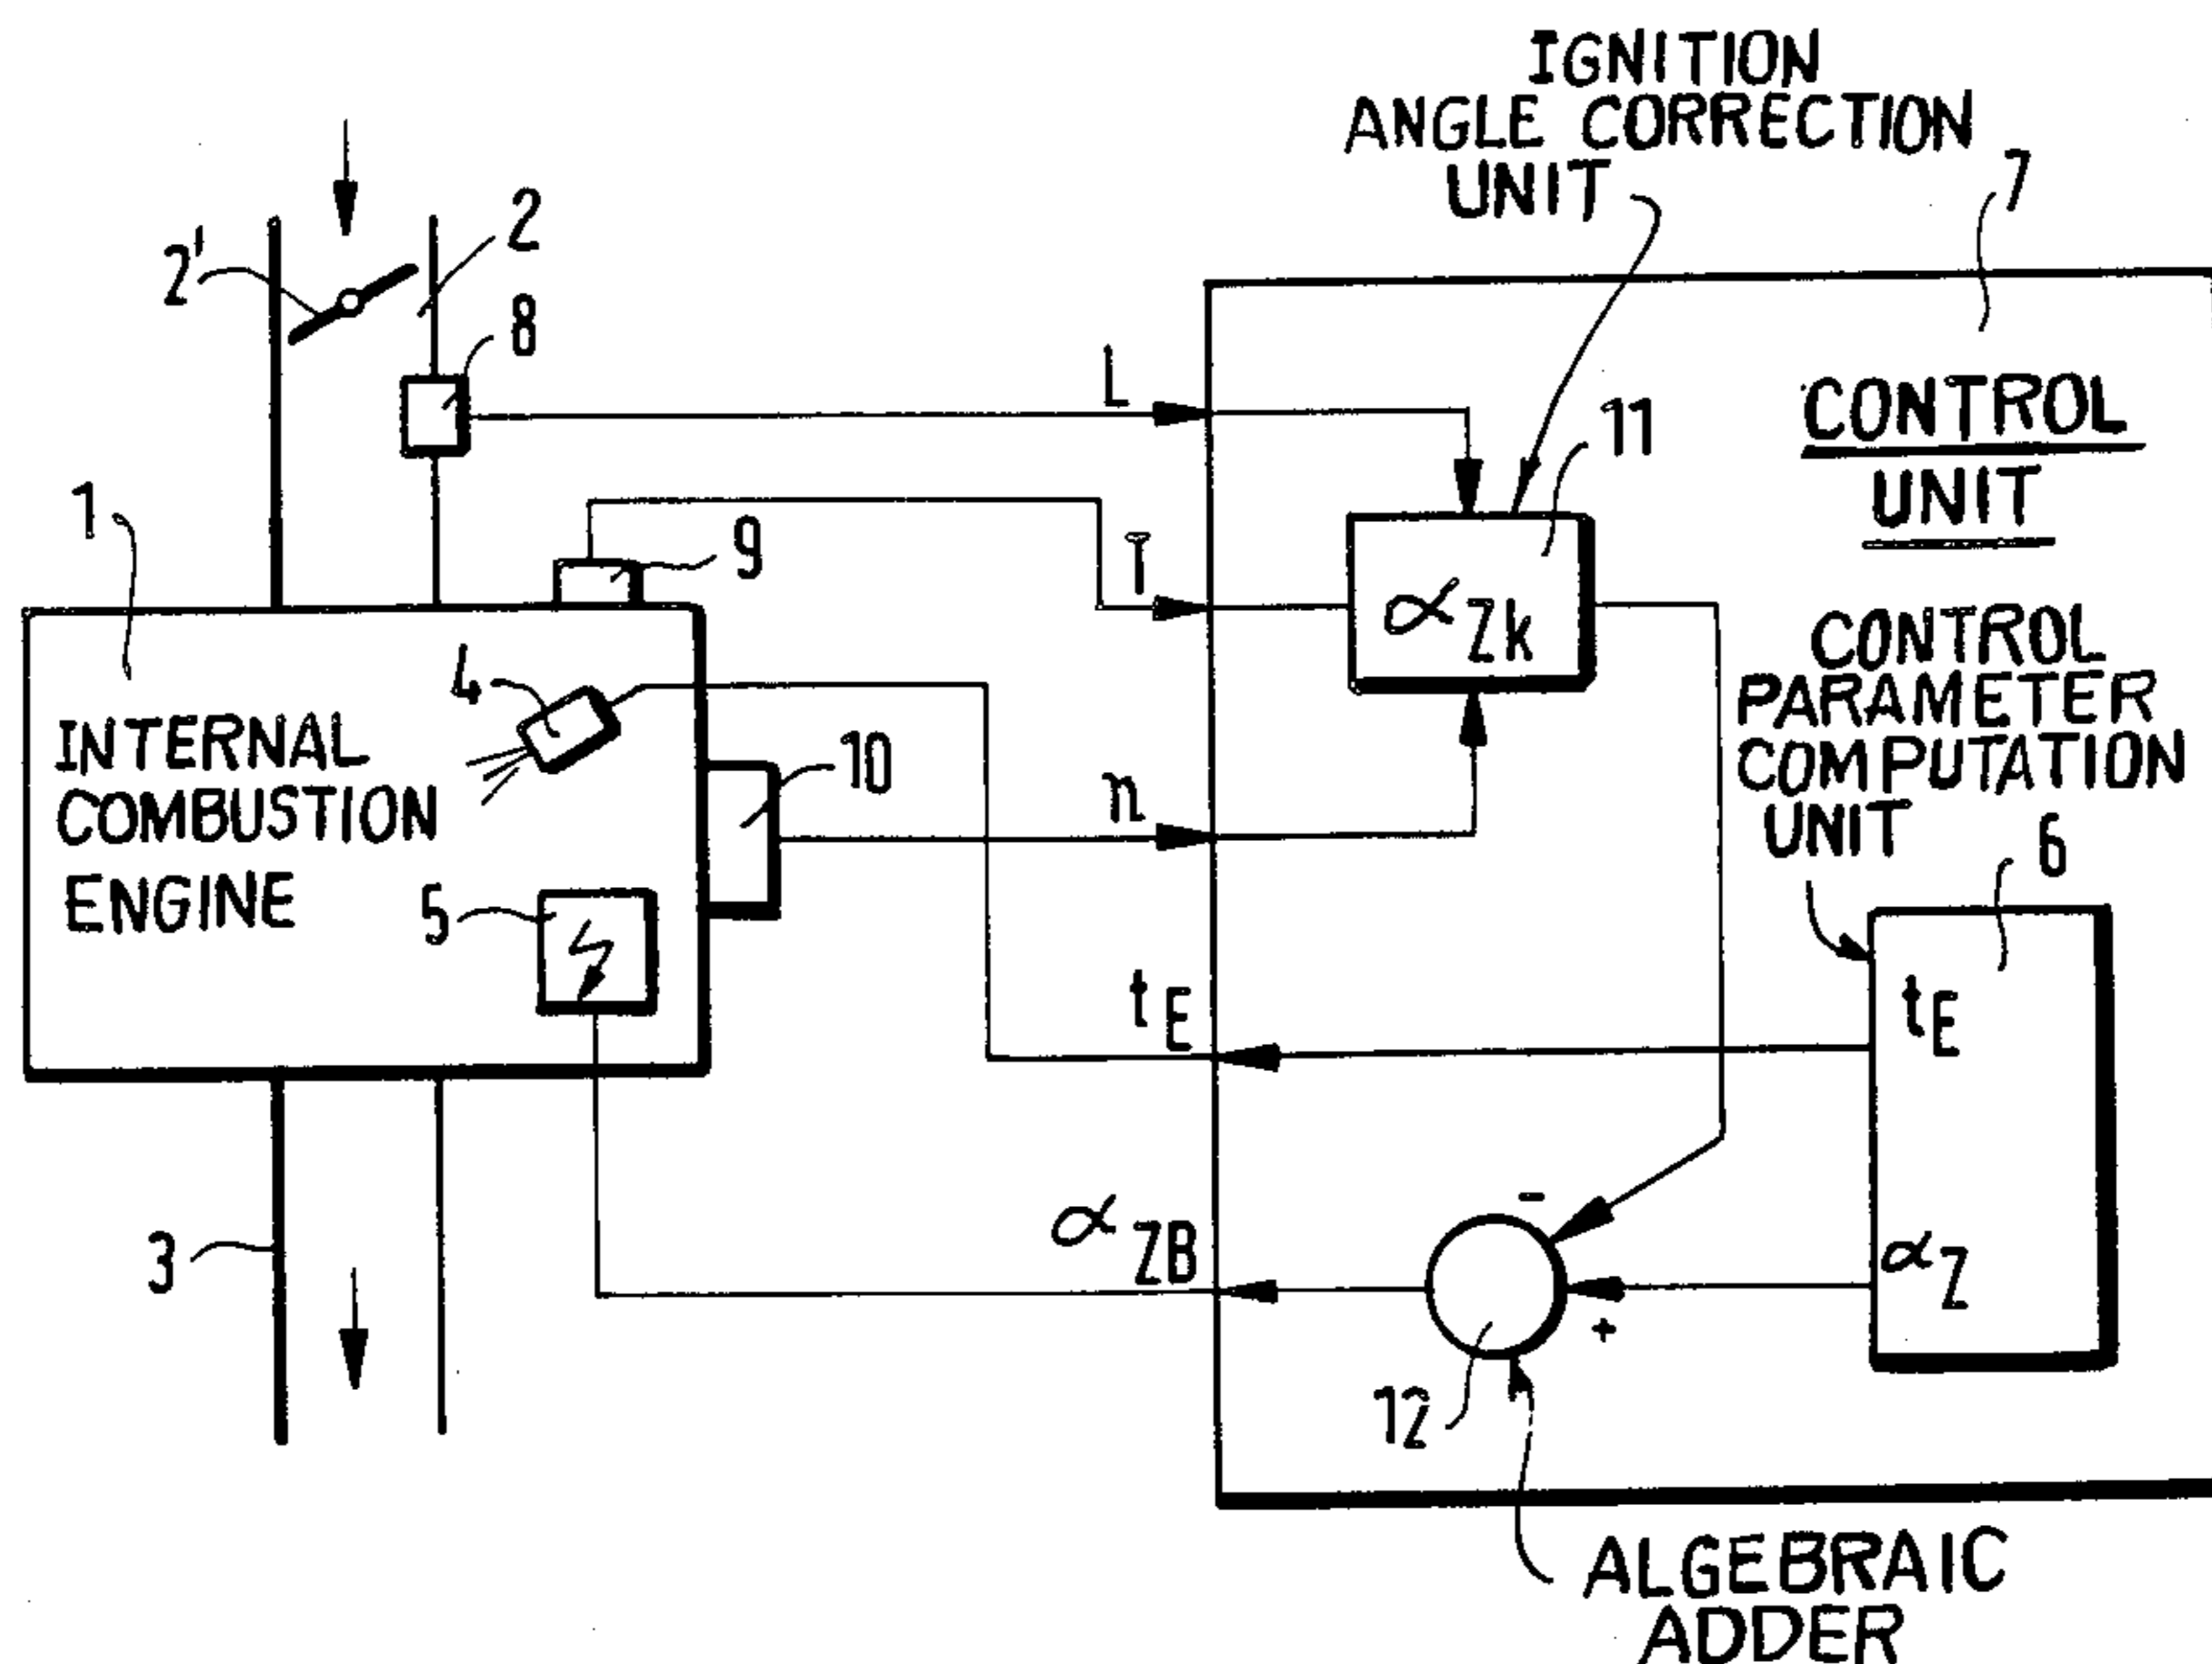 IGNITION
ANGLE CORRECTION
UNIT
7
2'
2
8
L
11
CONTROL
UNIT
1
9
T
αZk
CONTROL
PARAMETER
COMPUTATION
UNIT
4
INTERNAL
COMBUSTION
ENGINE
10
n
6
5
tE
tE
αZB
-
αZ
+
3
12
ALGEBRAIC
ADDER